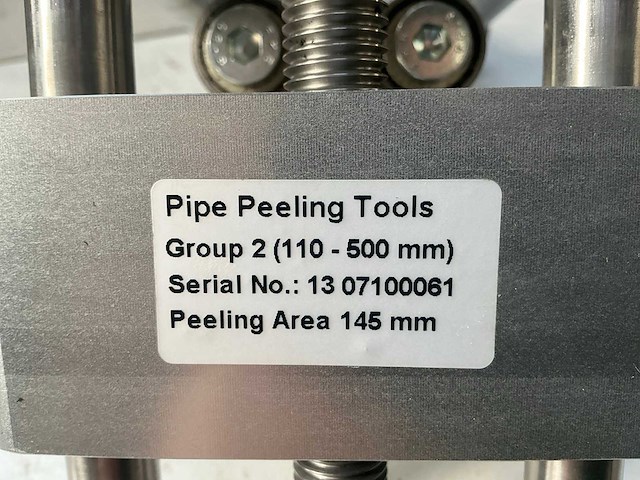 Pipe Peeling Tools
Group 2 (110 - 500 mm)
Serial No.: 13 07100061
Peeling Area 145 mm